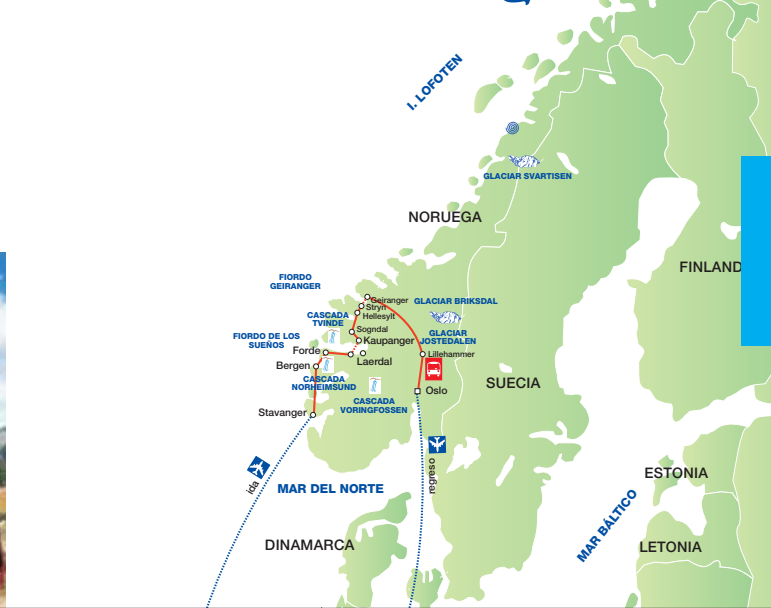 I. LOFOTEN
GLACIAR SVARTISEN
NORUEGA
FINLAND
FIORDO
GEIRANGER
Geiranger
GLACIAR BRIKSDAL
Stryn
Hellesylt
CASCADA
TVINDE
Sogndal
GLACIAR
JOSTEDALEN
FIORDO DE LOS
SUEÑOS
Kaupanger
Forde
Lillehammer
Laerdal
Bergen
CASCADA
NORHEIMSUND
SUECIA
Oslo
CASCADA
VORINGFOSSEN
Stavanger
ida
regreso
ESTONIA
MAR DEL NORTE
MAR BÁLTICO
DINAMARCA
LETONIA